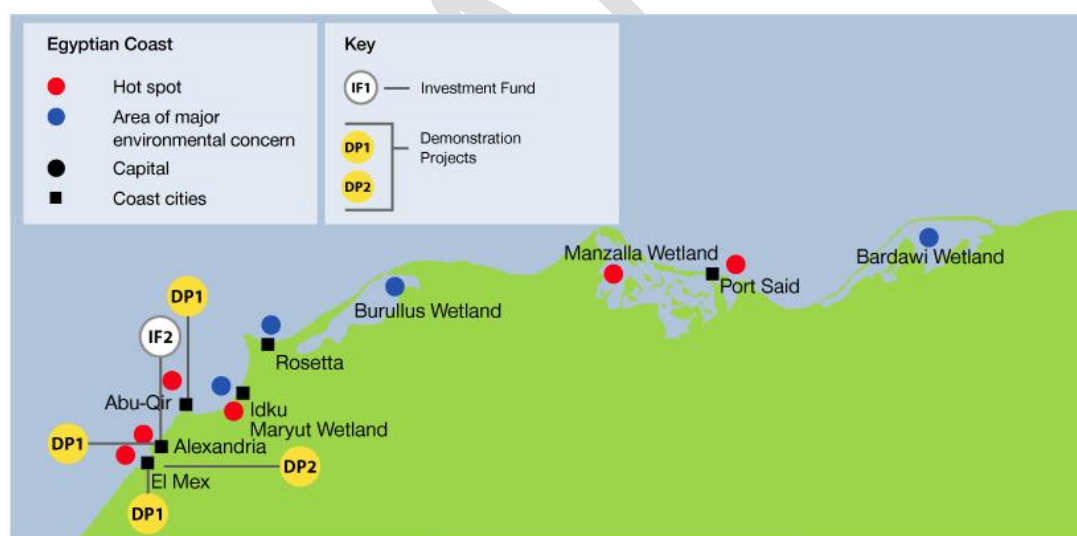 Egyptian Coast
Hot spot
Area of major
environmental concern
Capital
Coast cities
Key
IF1
Investment Fund
DP1
DP2
Demonstration
Projects
Manzalla Wetland
Bardawi Wetland
Port Said
DP1
Burullus Wetland
IF2
Rosetta
Abu-Qir
Idku
Maryut Wetland
DP1
Alexandria
DP2
El Mex
DP1